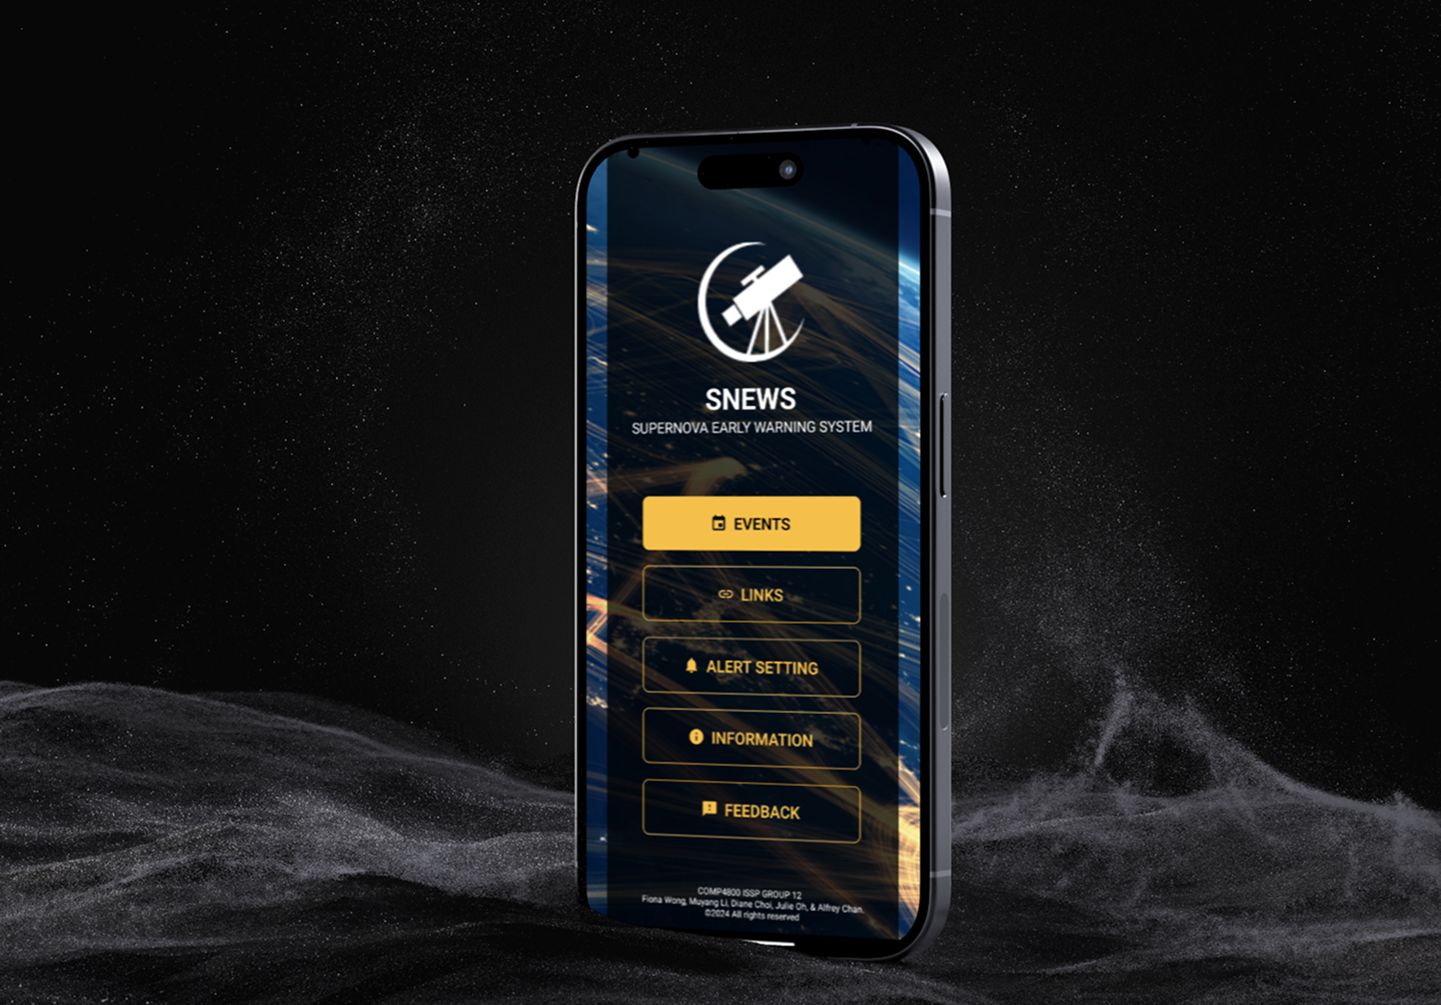 SNEWS
SUPERNOVA EARLY WARNING SYSTEM
EVENTS
LINKS
ALERT SETTING
INFORMATION
FEEDBACK
COMP4800 ISSP GROUP 12
Fiona Wong, Muyang Li, Diane Choi, Julie Oh, & Alfrey Chan.
©2024 All rights reserved